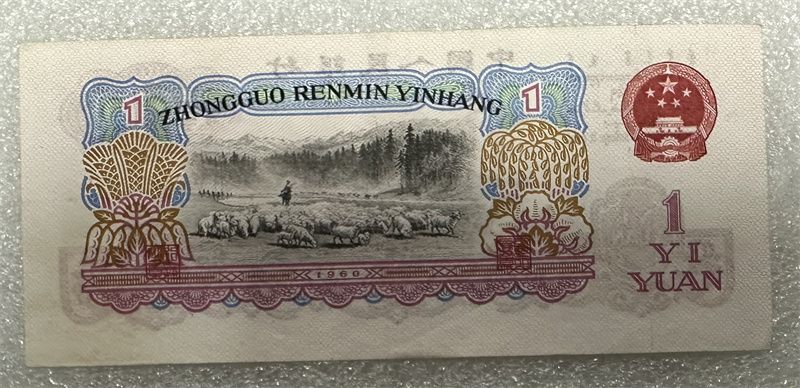 1
ZHONGGUO RENMIN YINHANG
1
1960
1
YI
YUAN